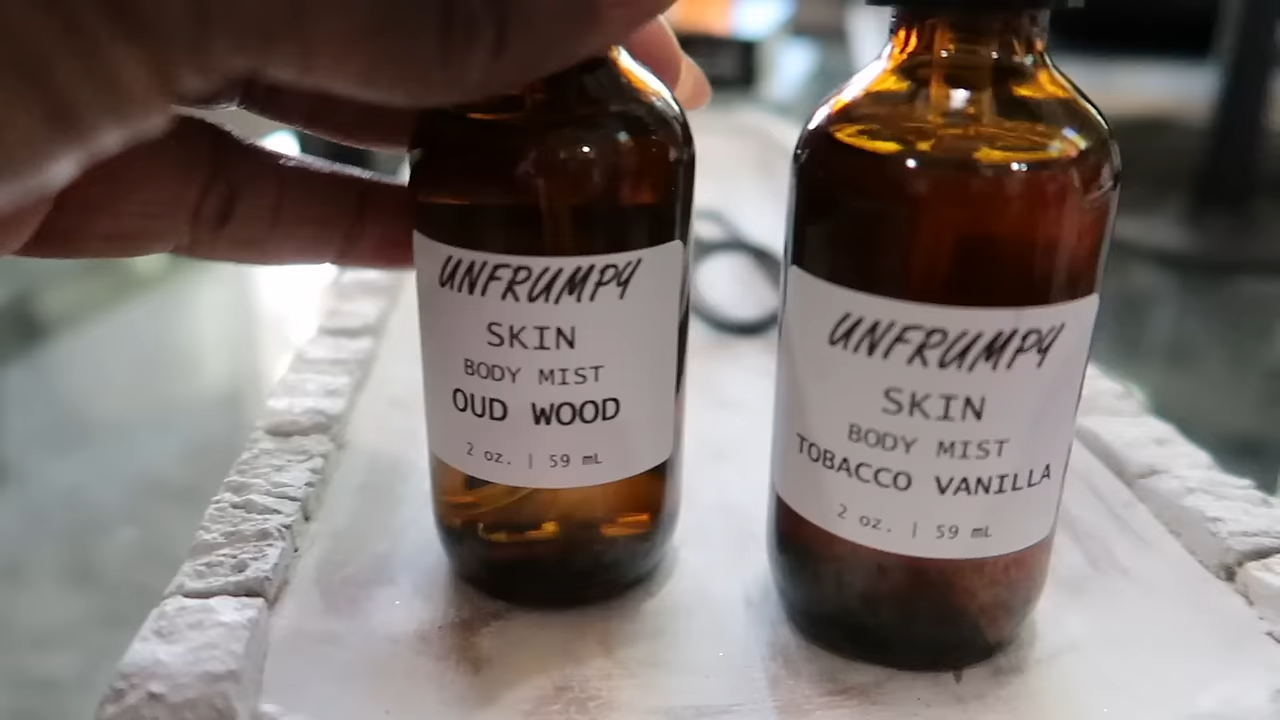 UNFRUMPY
SKIN
BODY MIST
OUD WOOD
2 oz. | 59 mL
UNFRUMPY
SKIN
BODY MIST
TOBACCO VANILLA
2 oz. | 59 mL